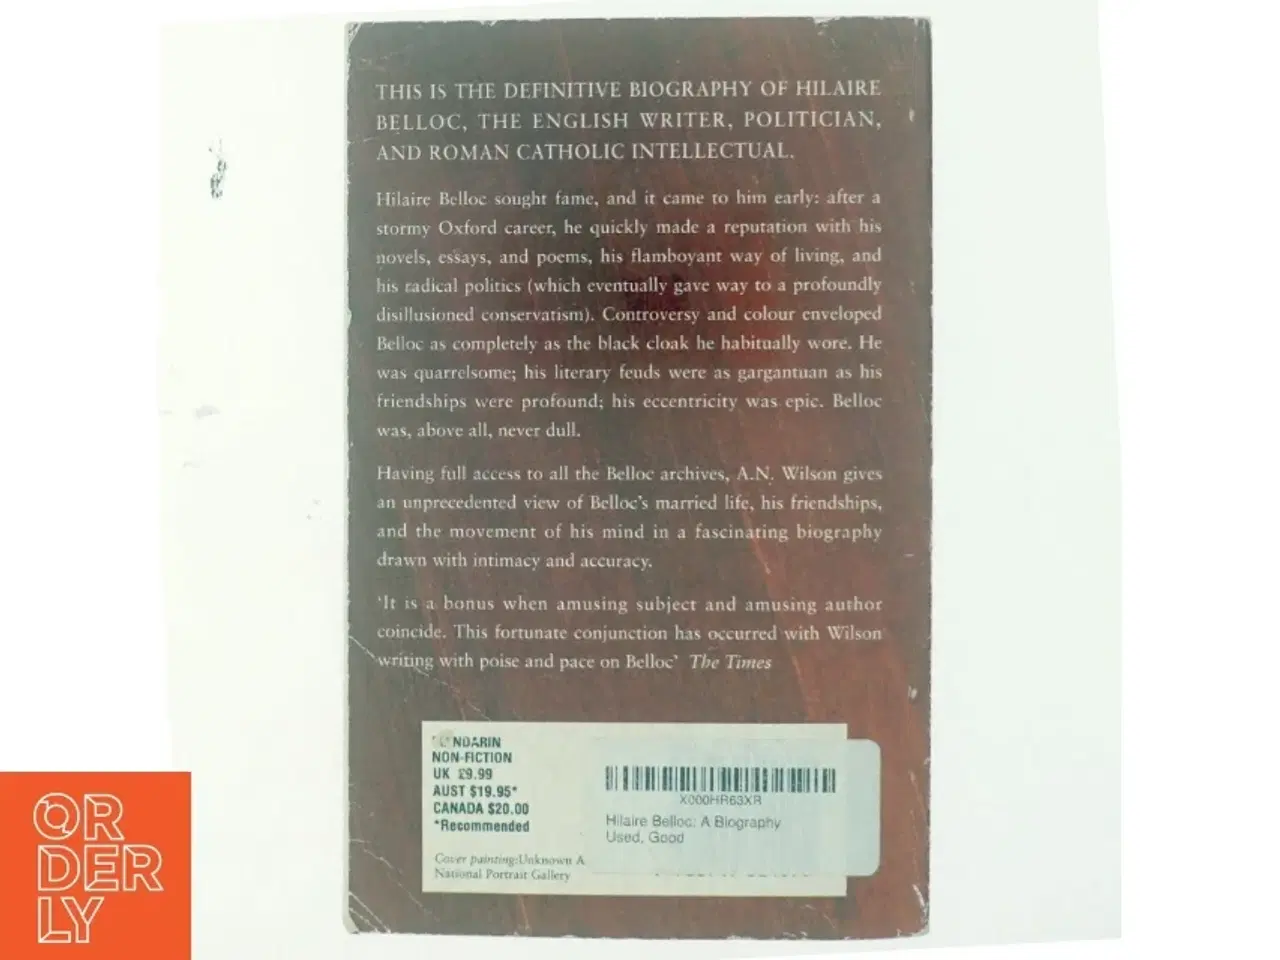 THIS IS THE DEFINITIVE BIOGRAPHY OF HILAIRE
BELLOC, THE ENGLISH WRITER, POLITICIAN,
AND ROMAN CATHOLIC INTELLECTUAL.
Hilaire Belloc sought fame, and it came to him early: after a
stormy Oxford career, he quickly made a reputation with his
novels, essays, and poems, his flamboyant way of living, and
his radical politics (which eventually gave way to a profoundly
disillusioned conservatism). Controversy and colour enveloped
Belloc as completely as the black cloak he habitually wore. He
was quarrelsome; his literary feuds were as gargantuan as his
friendships were profound; his eccentricity was epic. Belloc
was, above all, never dull.
Having full access to all the Belloc archives, A.N. Wilson gives
an unprecedented view of Belloc's married life, his friendships,
and the movement of his mind in a fascinating biography
drawn with intimacy and accuracy.
'It is a bonus when amusing subject and amusing author
coincide. This fortunate conjunction has occurred with Wilson
writing with poise and pace on Belloc' The Times
NDARIN
NON-FICTION
UK £9.99
AUST $19.95*
CANADA $20.00
*Recommended
Cover painting:Unknown A
National Portrait Gallery
X000HR63XR
Hilaire Belloc: A Biography
Used, Good
OR
DER
LY